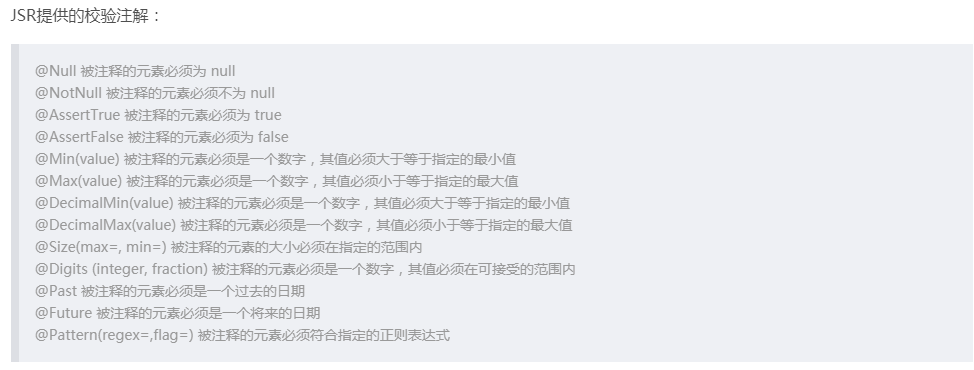 JSR提供的校验注解：
@Null 被注释的元素必须为 null
@NotNull 被注释的元素必须不为 null
@AssertTrue 被注释的元素必须为 true
@AssertFalse 被注释的元素必须为 false
@Min(value) 被注释的元素必须是一个数字，其值必须大于等于指定的最小值
@Max(value) 被注释的元素必须是一个数字，其值必须小于等于指定的最大值
@DecimalMin(value) 被注释的元素必须是一个数字，其值必须大于等于指定的最小值
@DecimalMax(value) 被注释的元素必须是一个数字，其值必须小于等于指定的最大值
@Size(max=, min=) 被注释的元素的大小必须在指定的范围内
@Digits (integer, fraction) 被注释的元素必须是一个数字，其值必须在可接受的范围内
@Past 被注释的元素必须是一个过去的日期
@Future 被注释的元素必须是一个将来的日期
@Pattern(regex=,flag=) 被注释的元素必须符合指定的正则表达式